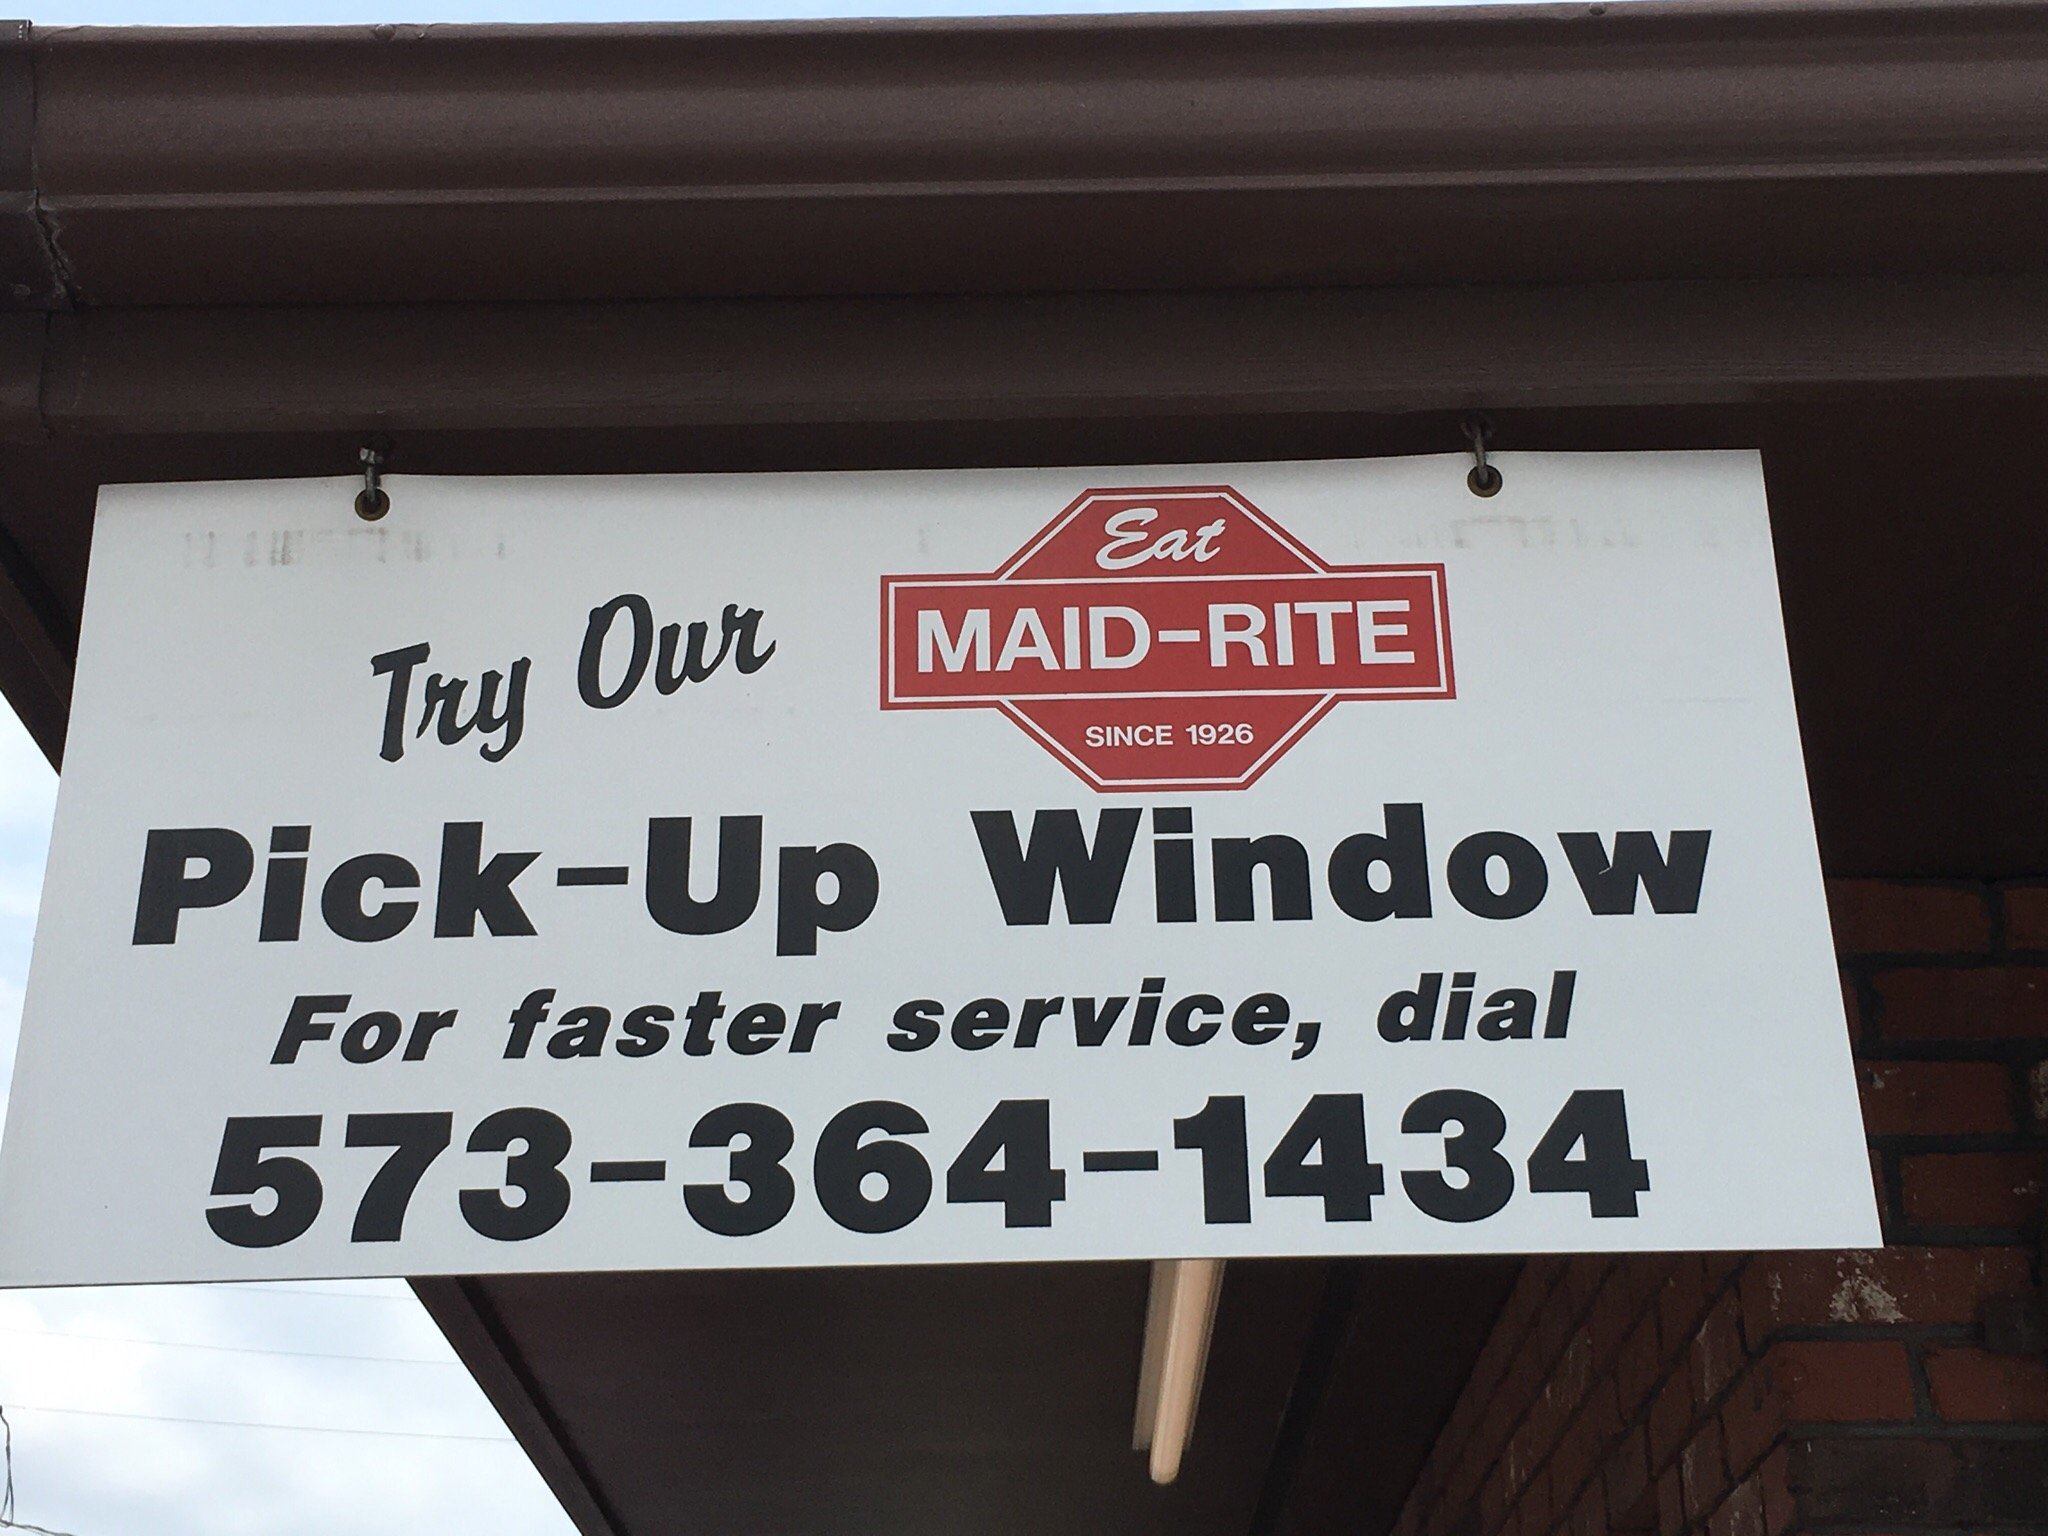 Try Our
Eat
MAID-RITE
SINCE 1926
Pick-Up Window
For faster service, dial
573-364-1434